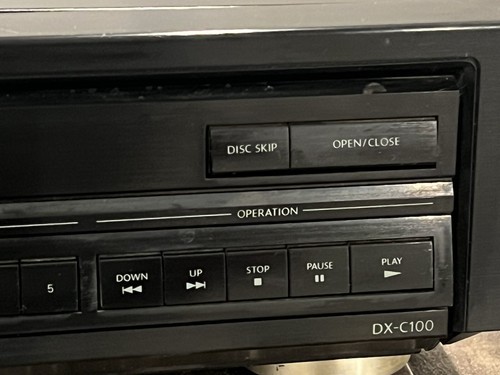 DISC SKIP OPEN/CLOSE
OPERATION
5 DOWN UP STOP PAUSE PLAY
DX-C100